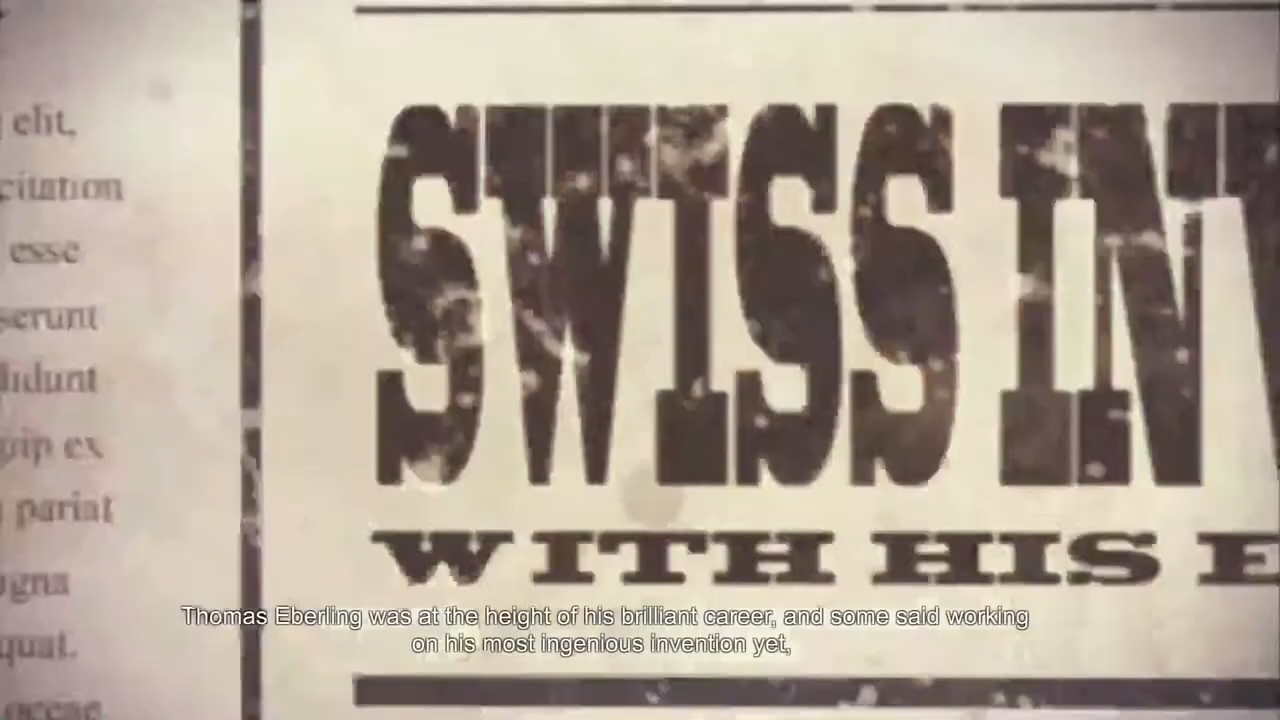 elit,
citation
esse
serunt
didunt
uip ex
pariat
gna
quat.
SWISS INV
WITH HIS E
Thomas Eberling was at the height of his brilliant career, and some said working
on his most ingenious invention yet,